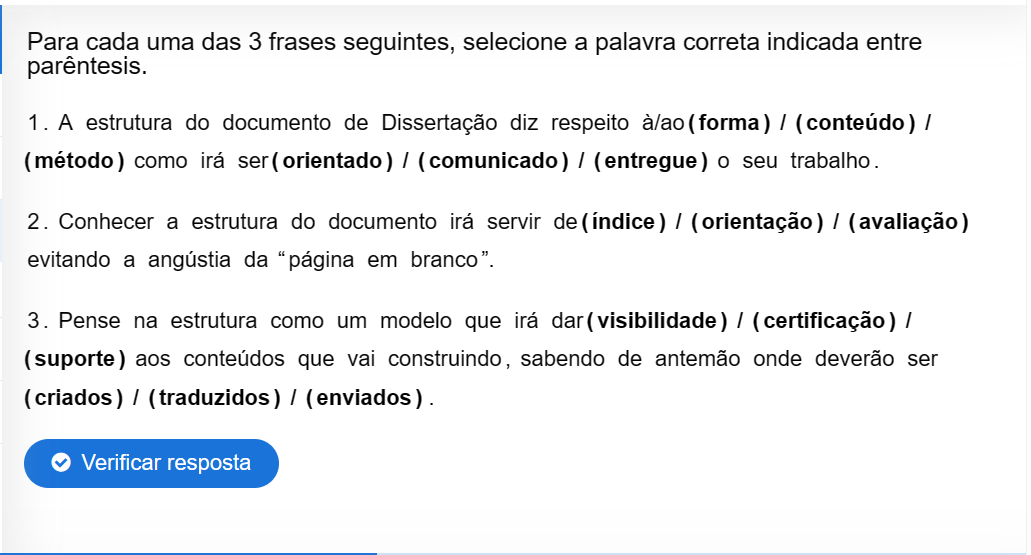 Para cada uma das 3 frases seguintes, selecione a palavra correta indicada entre
parêntesis.
1. A estrutura do documento de Dissertação diz respeito à/ao(forma) / (conteúdo) /
(método) como irá ser(orientado) / (comunicado) / (entregue) o seu trabalho.
2. Conhecer a estrutura do documento irá servir de(índice) / (orientação) / (avaliação)
evitando a angústia da “página em branco”.
3. Pense na estrutura como um modelo que irá dar(visibilidade) / (certificação) /
(suporte) aos conteúdos que vai construindo, sabendo de antemão onde deverão ser
(criados) / (traduzidos) / (enviados).
Verificar resposta